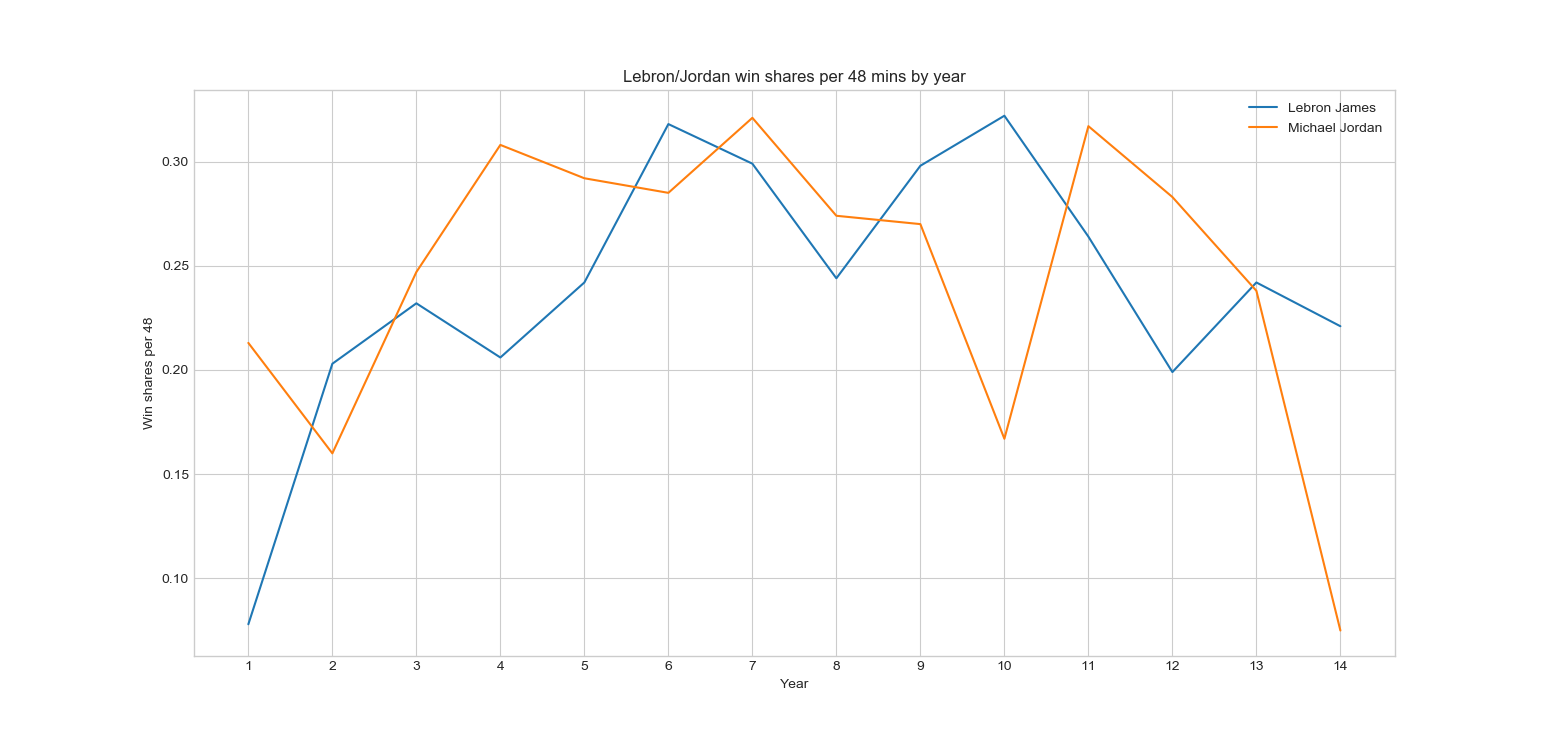 Lebron/Jordan win shares per 48 mins by year
Lebron James
Michael Jordan
Win shares per 48
0.30
0.25
0.20
0.15
0.10
1 2 3 4 5 6 7 8 9 10 11 12 13 14
Year